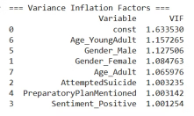 === Variance Inflation Factors ===
Variable VIF
0 const 1.633530
6 Age_YoungAdult 1.157265
5 Gender_Male 1.127506
1 Gender_Female 1.084763
7 Age_Adult 1.065976
2 AttemptedSuicide 1.003235
4 PreparatoryPlanMentioned 1.003142
3 Sentiment_Positive 1.001254